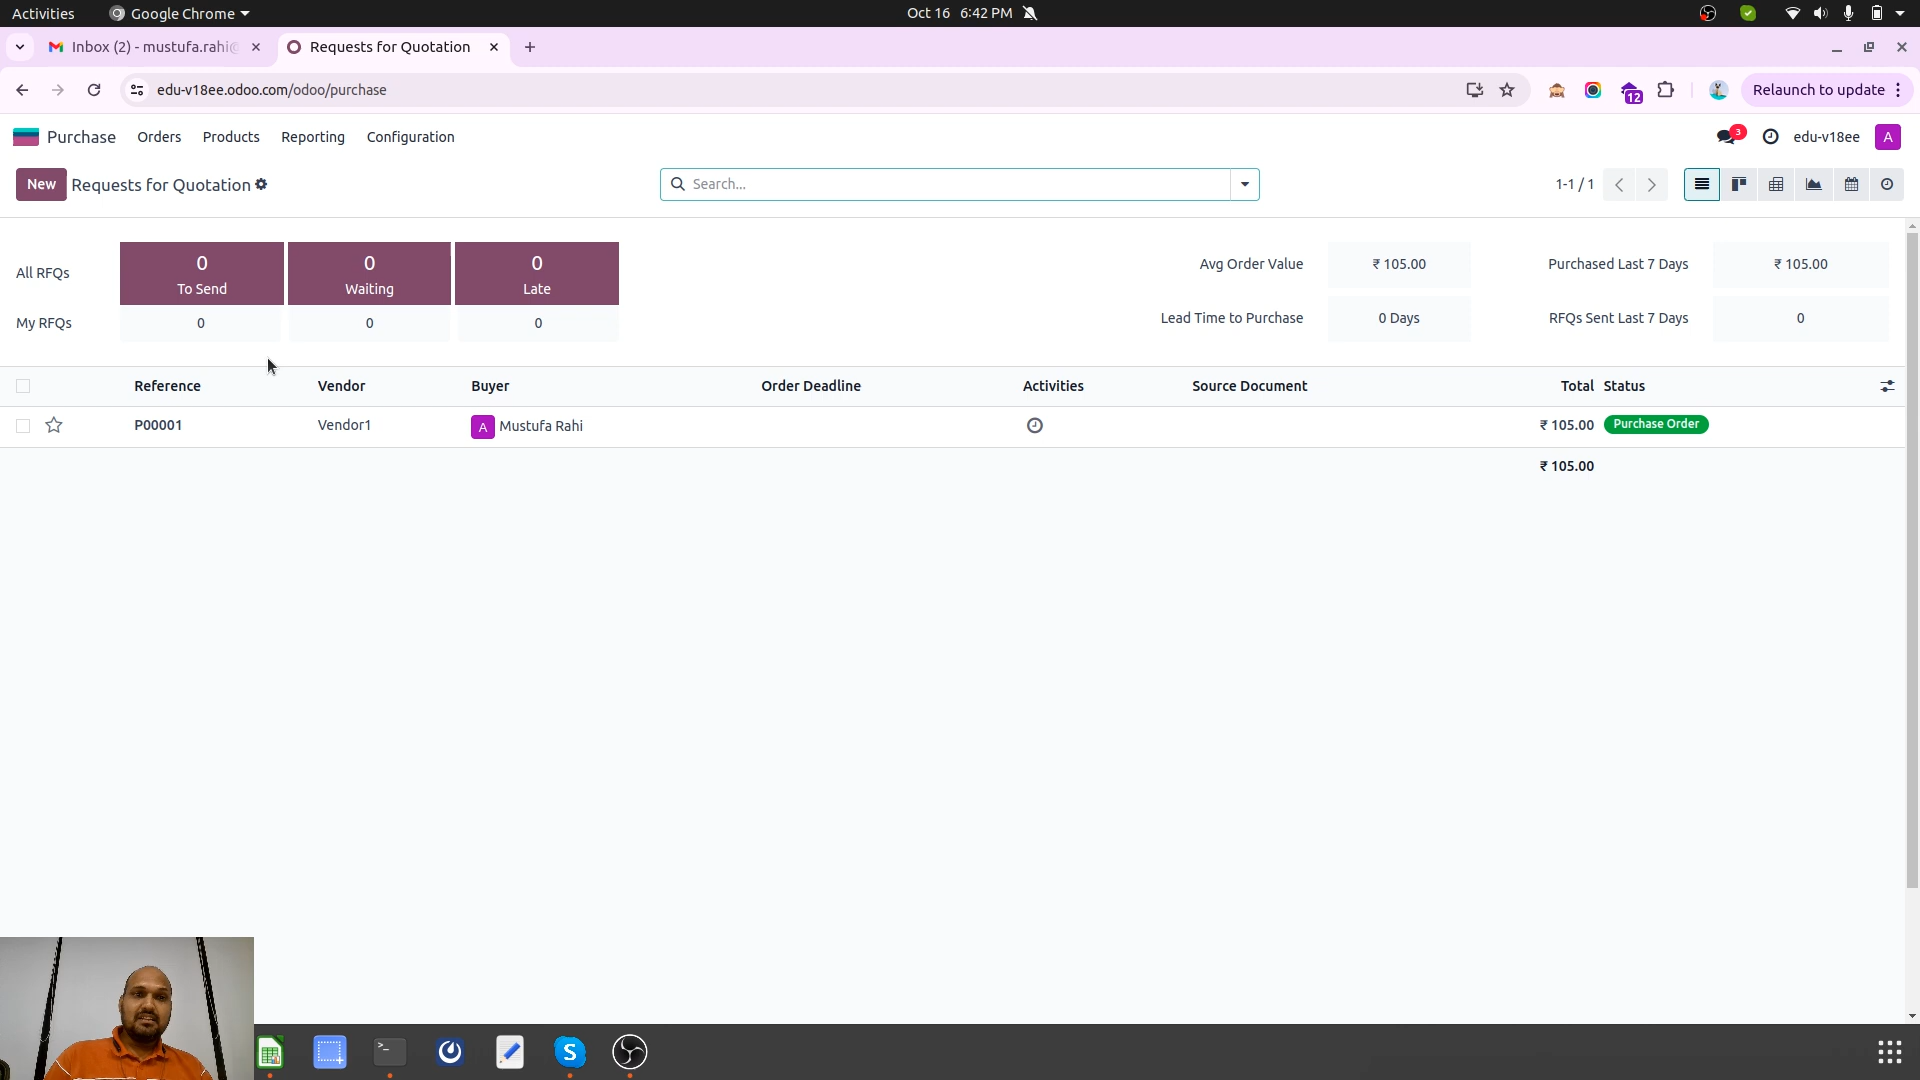 Activities Google Chrome Oct 16 6:42 PM
Inbox (2) - mustufa.rahi@ Requests for Quotation
edu-v18ee.odoo.com/odoo/purchase 12 Relaunch to update
Purchase Orders Products Reporting Configuration 3 edu-v18ee A
New Requests for Quotation Search... 1-1 / 1
All RFQs 0 To Send 0 Waiting 0 Late Avg Order Value ₹ 105.00 Purchased Last 7 Days ₹ 105.00
My RFQs 0 0 0 Lead Time to Purchase 0 Days RFQs Sent Last 7 Days 0
Reference Vendor Buyer Order Deadline Activities Source Document Total Status
P00001 Vendor1 A Mustufa Rahi ₹ 105.00 Purchase Order
₹ 105.00